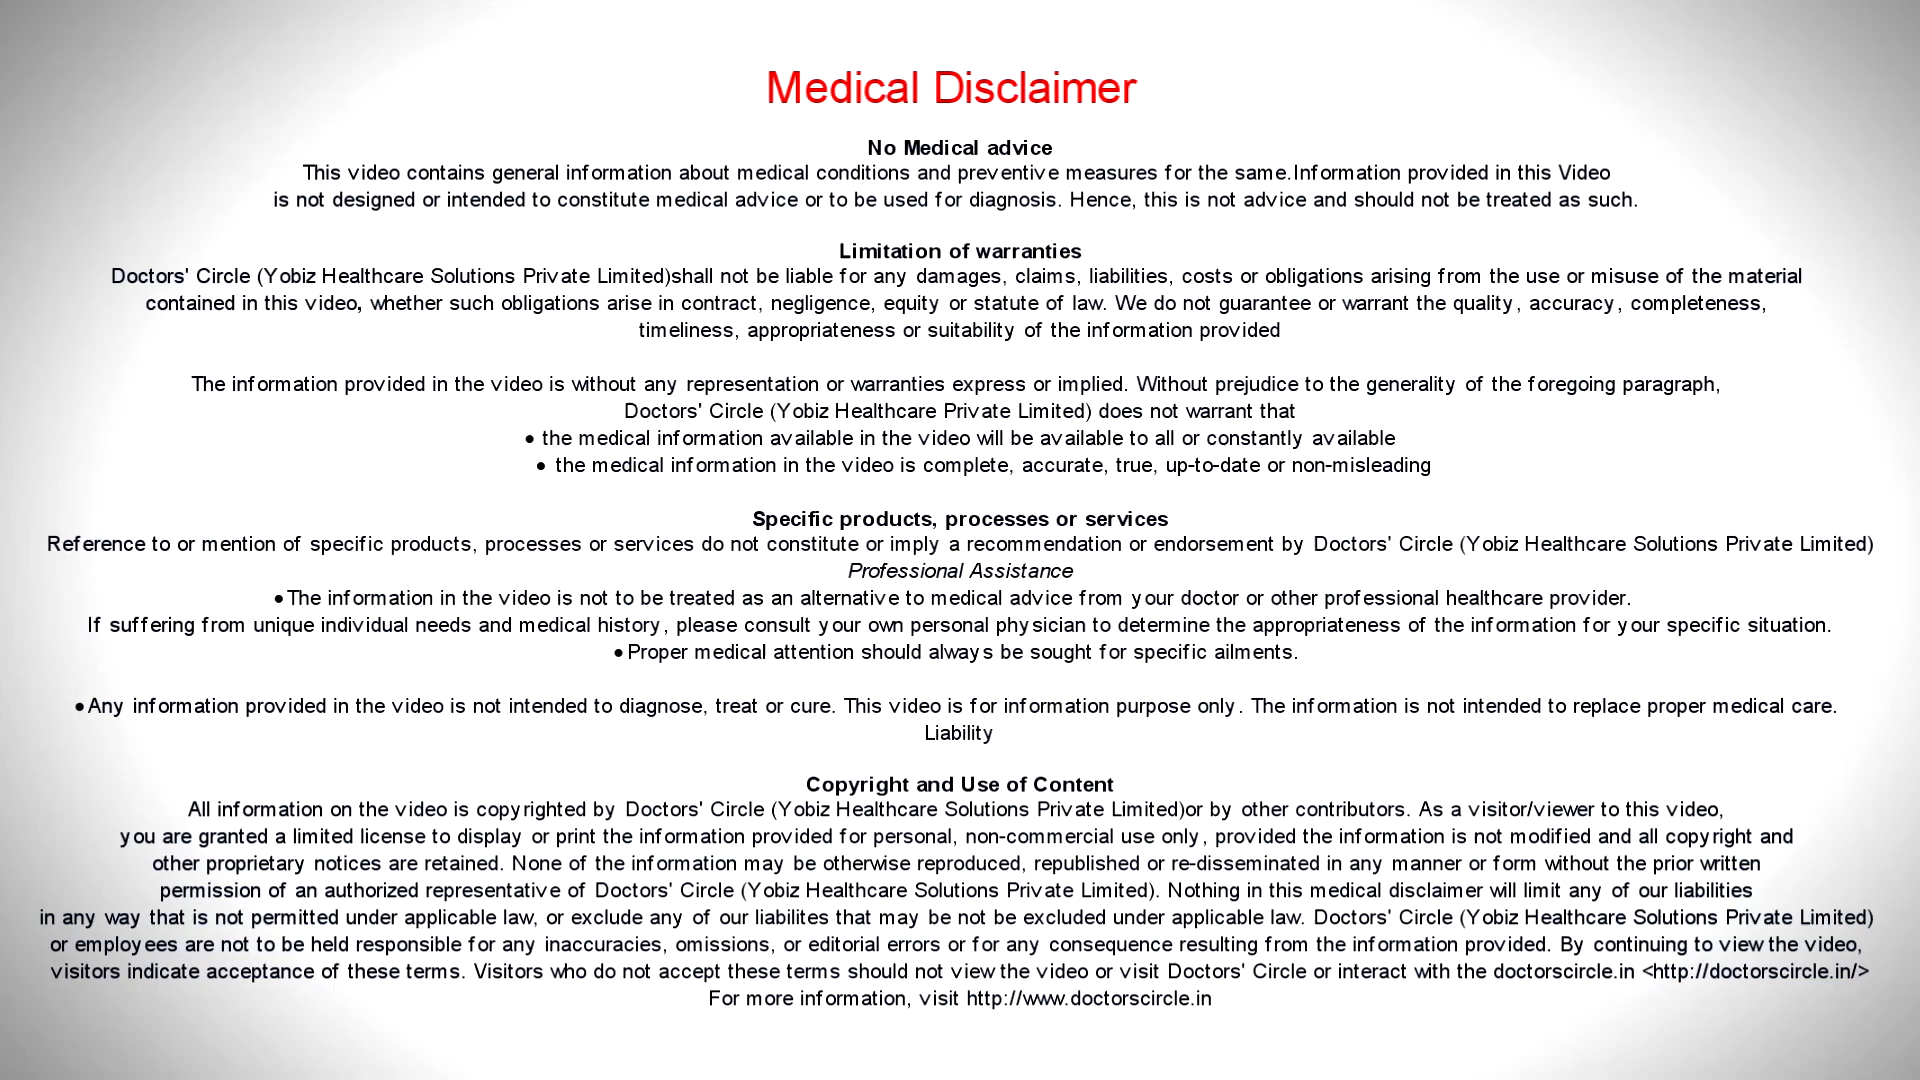 Medical Disclaimer
No Medical advice
This video contains general information about medical conditions and preventive measures for the same.Information provided in this Video
is not designed or intended to constitute medical advice or to be used for diagnosis. Hence, this is not advice and should not be treated as such.
Limitation of warranties
Doctors' Circle (Yobiz Healthcare Solutions Private Limited)shall not be liable for any damages, claims, liabilities, costs or obligations arising from the use or misuse of the material
contained in this video, whether such obligations arise in contract, negligence, equity or statute of law. We do not guarantee or warrant the quality, accuracy, completeness,
timeliness, appropriateness or suitability of the information provided
The information provided in the video is without any representation or warranties express or implied. Without prejudice to the generality of the foregoing paragraph,
Doctors' Circle (Yobiz Healthcare Private Limited) does not warrant that
• the medical information available in the video will be available to all or constantly available
• the medical information in the video is complete, accurate, true, up-to-date or non-misleading
Specific products, processes or services
Reference to or mention of specific products, processes or services do not constitute or imply a recommendation or endorsement by Doctors' Circle (Yobiz Healthcare Solutions Private Limited)
Professional Assistance
•The information in the video is not to be treated as an alternative to medical advice from your doctor or other professional healthcare provider.
If suffering from unique individual needs and medical history, please consult your own personal physician to determine the appropriateness of the information for your specific situation.
•Proper medical attention should always be sought for specific ailments.
•Any information provided in the video is not intended to diagnose, treat or cure. This video is for information purpose only. The information is not intended to replace proper medical care.
Liability
Copyright and Use of Content
All information on the video is copyrighted by Doctors' Circle (Yobiz Healthcare Solutions Private Limited)or by other contributors. As a visitor/viewer to this video,
you are granted a limited license to display or print the information provided for personal, non-commercial use only, provided the information is not modified and all copyright and
other proprietary notices are retained. None of the information may be otherwise reproduced, republished or re-disseminated in any manner or form without the prior written
permission of an authorized representative of Doctors' Circle (Yobiz Healthcare Solutions Private Limited). Nothing in this medical disclaimer will limit any of our liabilities
in any way that is not permitted under applicable law, or exclude any of our liabilites that may be not be excluded under applicable law. Doctors' Circle (Yobiz Healthcare Solutions Private Limited)
or employees are not to be held responsible for any inaccuracies, omissions, or editorial errors or for any consequence resulting from the information provided. By continuing to view the video,
visitors indicate acceptance of these terms. Visitors who do not accept these terms should not view the video or visit Doctors' Circle or interact with the doctorscircle.in <http://doctorscircle.in/>
For more information, visit http://www.doctorscircle.in